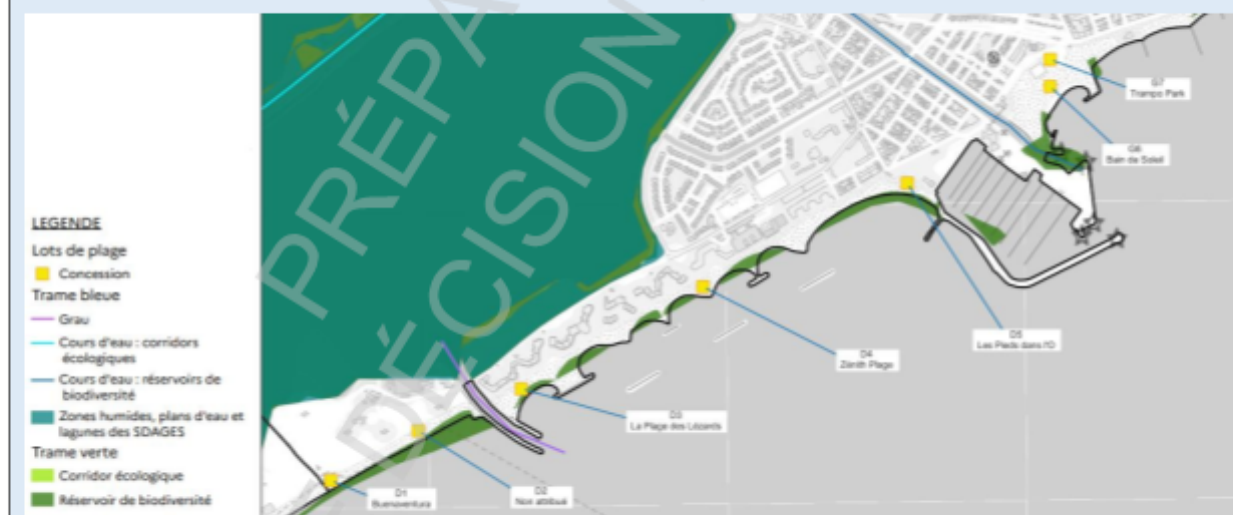 PRÉPA
DÉCISION
LEGENDE
Lots de plage
Concession
Trame bleue
Grau
Cours d'eau : corridors
écologiques
Cours d'eau : réservoirs de
biodiversité
Zones humides, plans d'eau et
lagunes des SDAGES
Trame verte
Corridor écologique
Réservoir de biodiversité
G7
Trampo Park
G6
Bain de Soleil
D5
Les Pieds dans l'O
D4
Zénith Plage
D3
La Plage des Lézards
D2
Non attribué
D1
Buenaventura